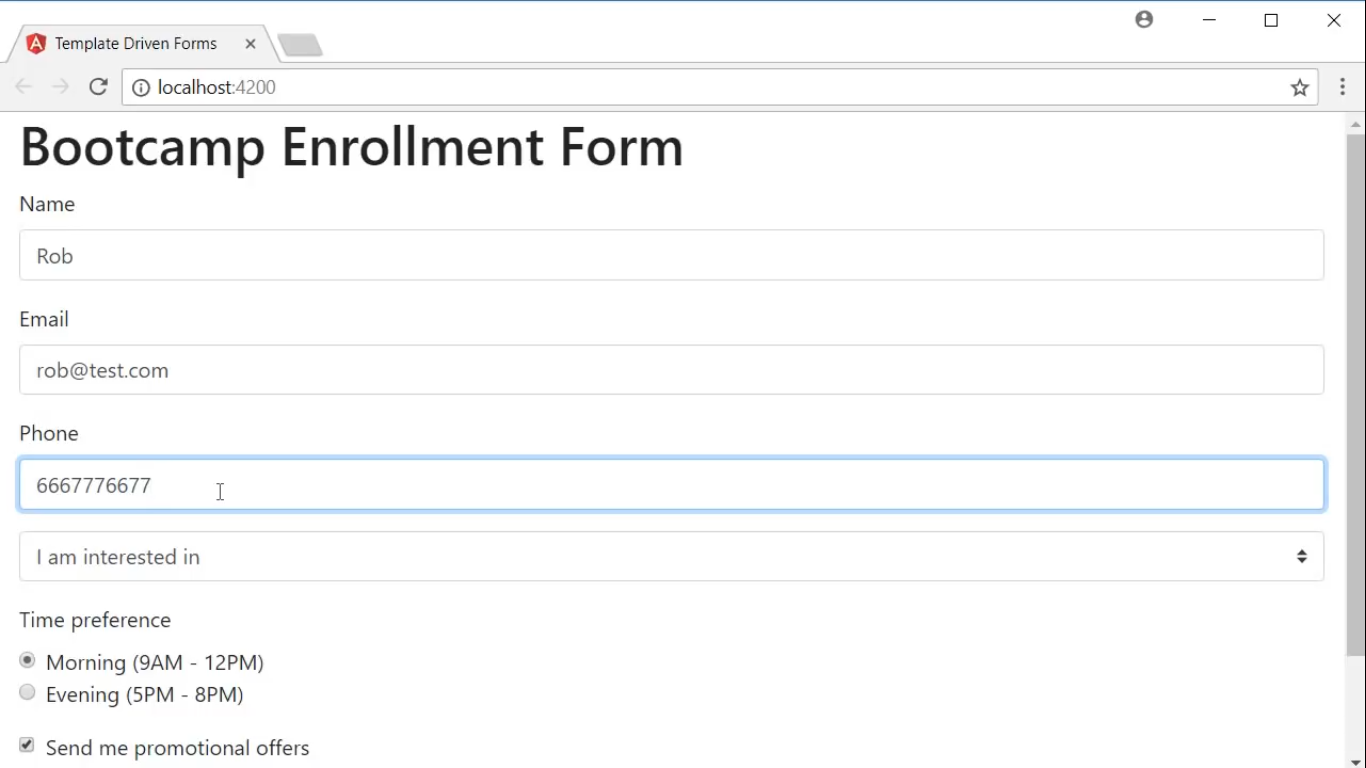 Template Driven Forms
localhost:4200
Bootcamp Enrollment Form
Name
Rob
Email
rob@test.com
Phone
6667776677
I am interested in
Time preference
Morning (9AM - 12PM)
Evening (5PM - 8PM)
Send me promotional offers